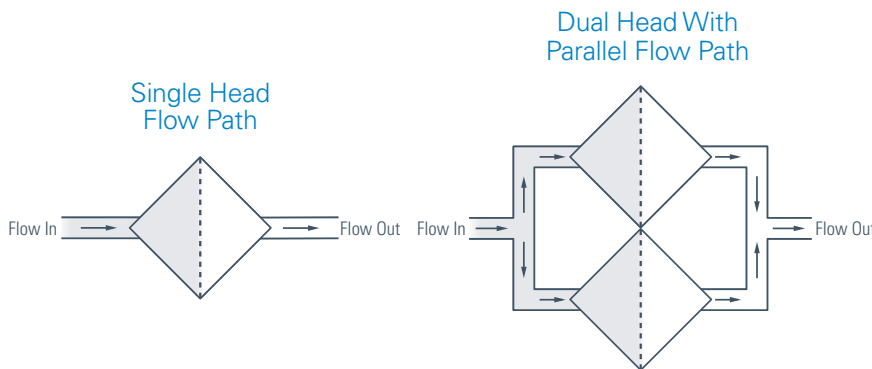 Single Head
Flow Path
Flow In
Flow Out
Dual Head With
Parallel Flow Path
Flow In
Flow Out